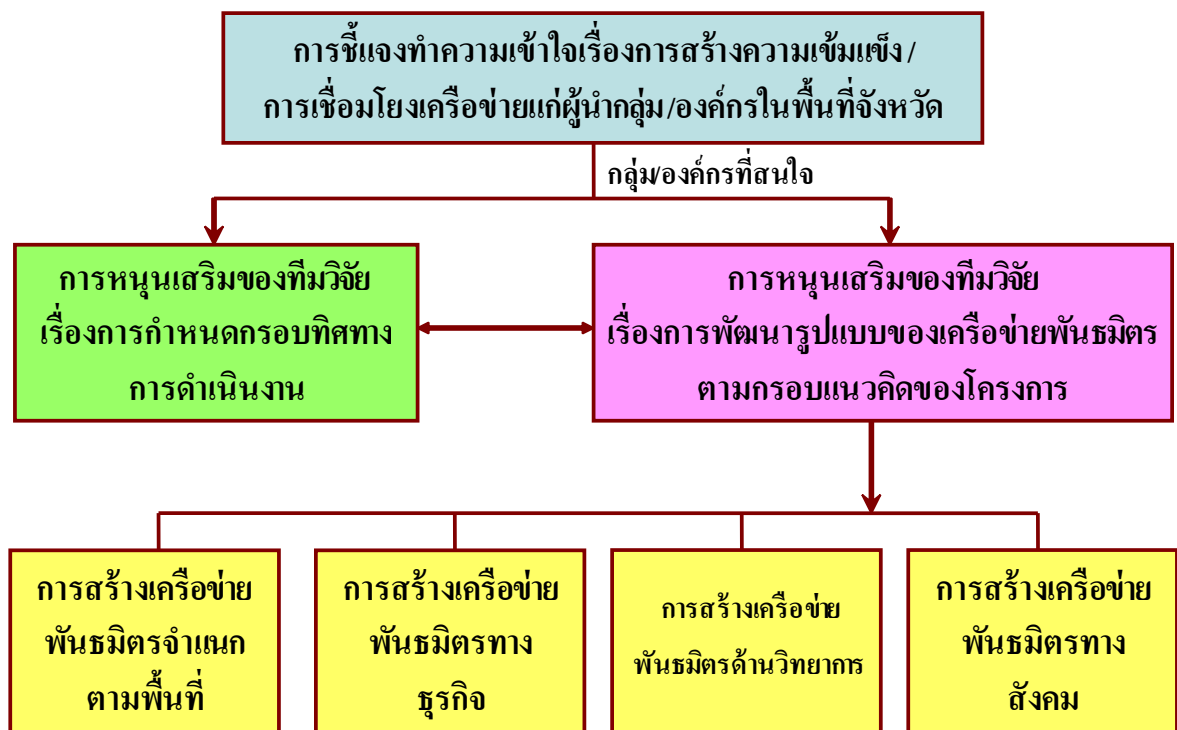 การชี้แจงทำความเข้าใจเรื่องการสร้างความเข้มแข็ง/
การเชื่อมโยงเครือข่ายแก่ผู้นำกลุ่ม/องค์กรในพื้นที่จังหวัด
กลุ่ม/องค์กรที่สนใจ
การหนุนเสริมของทีมวิจัย
เรื่องการกำหนดกรอบทิศทาง
การดำเนินงาน
การหนุนเสริมของทีมวิจัย
เรื่องการพัฒนารูปแบบของเครือข่ายพันธมิตร
ตามกรอบแนวคิดของโครงการ
การสร้างเครือข่าย
พันธมิตรจำแนก
ตามพื้นที่
การสร้างเครือข่าย
พันธมิตรทาง
ธุรกิจ
การสร้างเครือข่าย
พันธมิตรด้านวิทยาการ
การสร้างเครือข่าย
พันธมิตรทาง
สังคม